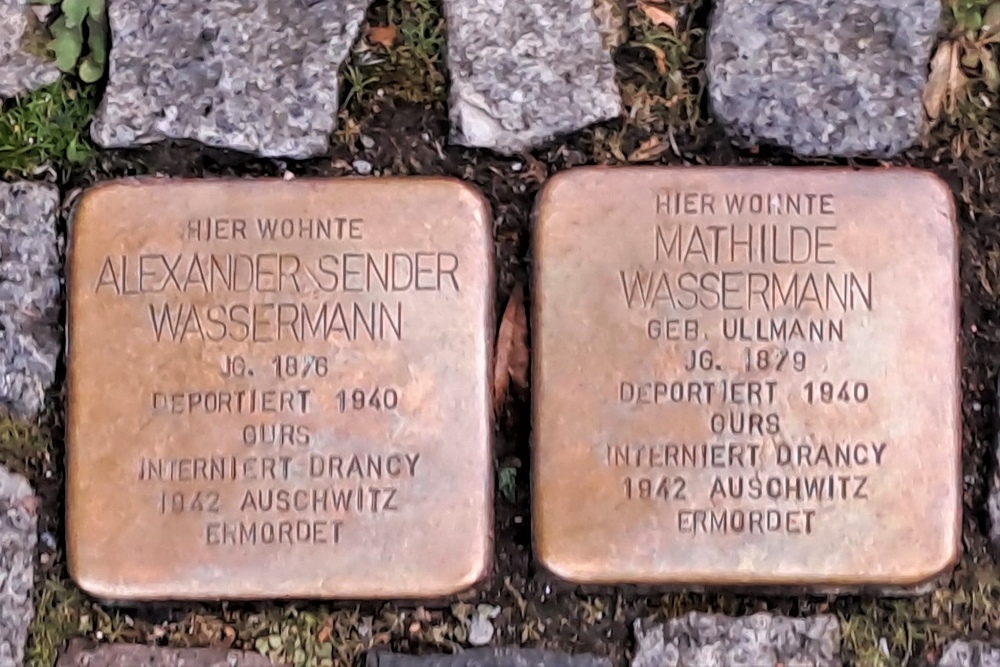 HIER WOHNTE
ALEXANDER SENDER
WASSERMANN
JG. 1876
DEPORTIERT 1940
GURS
INTERNIERT DRANCY
1942 AUSCHWITZ
ERMORDET
HIER WOHNTE
MATHILDE
WASSERMANN
GEB. ULLMANN
JG. 1879
DEPORTIERT 1940
GURS
INTERNIERT DRANCY
1942 AUSCHWITZ
ERMORDET